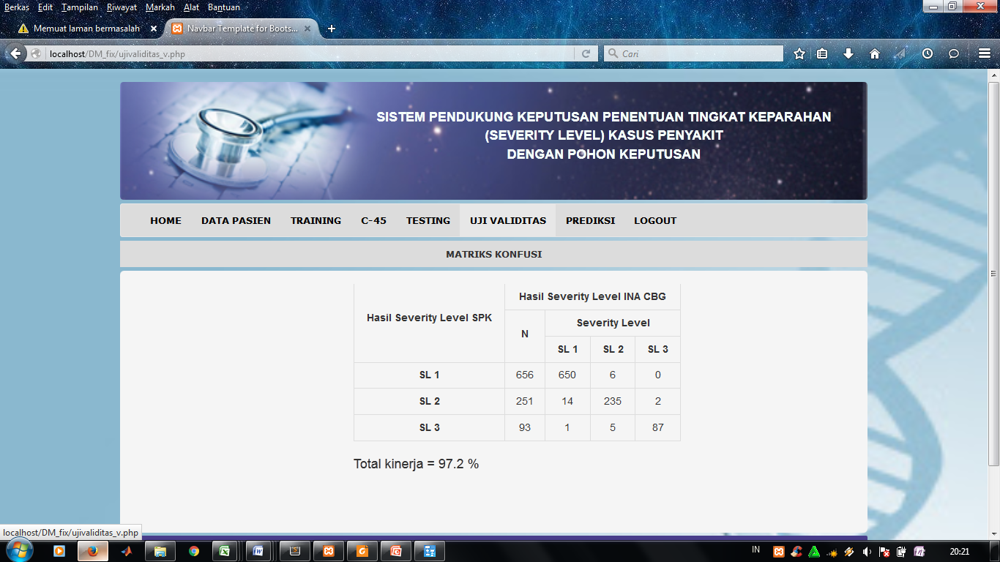 Berkas Edit Tampilan Riwayat Markah Alat Bantuan
Memuat laman bermasalah
Navbar Template for Boots...
localhost/DM_fix/ujivaliditas_v.php
Cari
SISTEM PENDUKUNG KEPUTUSAN PENENTUAN TINGKAT KEPARAHAN
(SEVERITY LEVEL) KASUS PENYAKIT
DENGAN POHON KEPUTUSAN
HOME DATA PASIEN TRAINING C-45 TESTING UJI VALIDITAS PREDIKSI LOGOUT
MATRIKS KONFUSI
Hasil Severity Level SPK
Hasil Severity Level INA CBG
N
Severity Level
SL 1 SL 2 SL 3
SL 1 656 650 6 0
SL 2 251 14 235 2
SL 3 93 1 5 87
Total kinerja = 97.2 %
localhost/DM_fix/ujivaliditas_v.php
IN
20:21